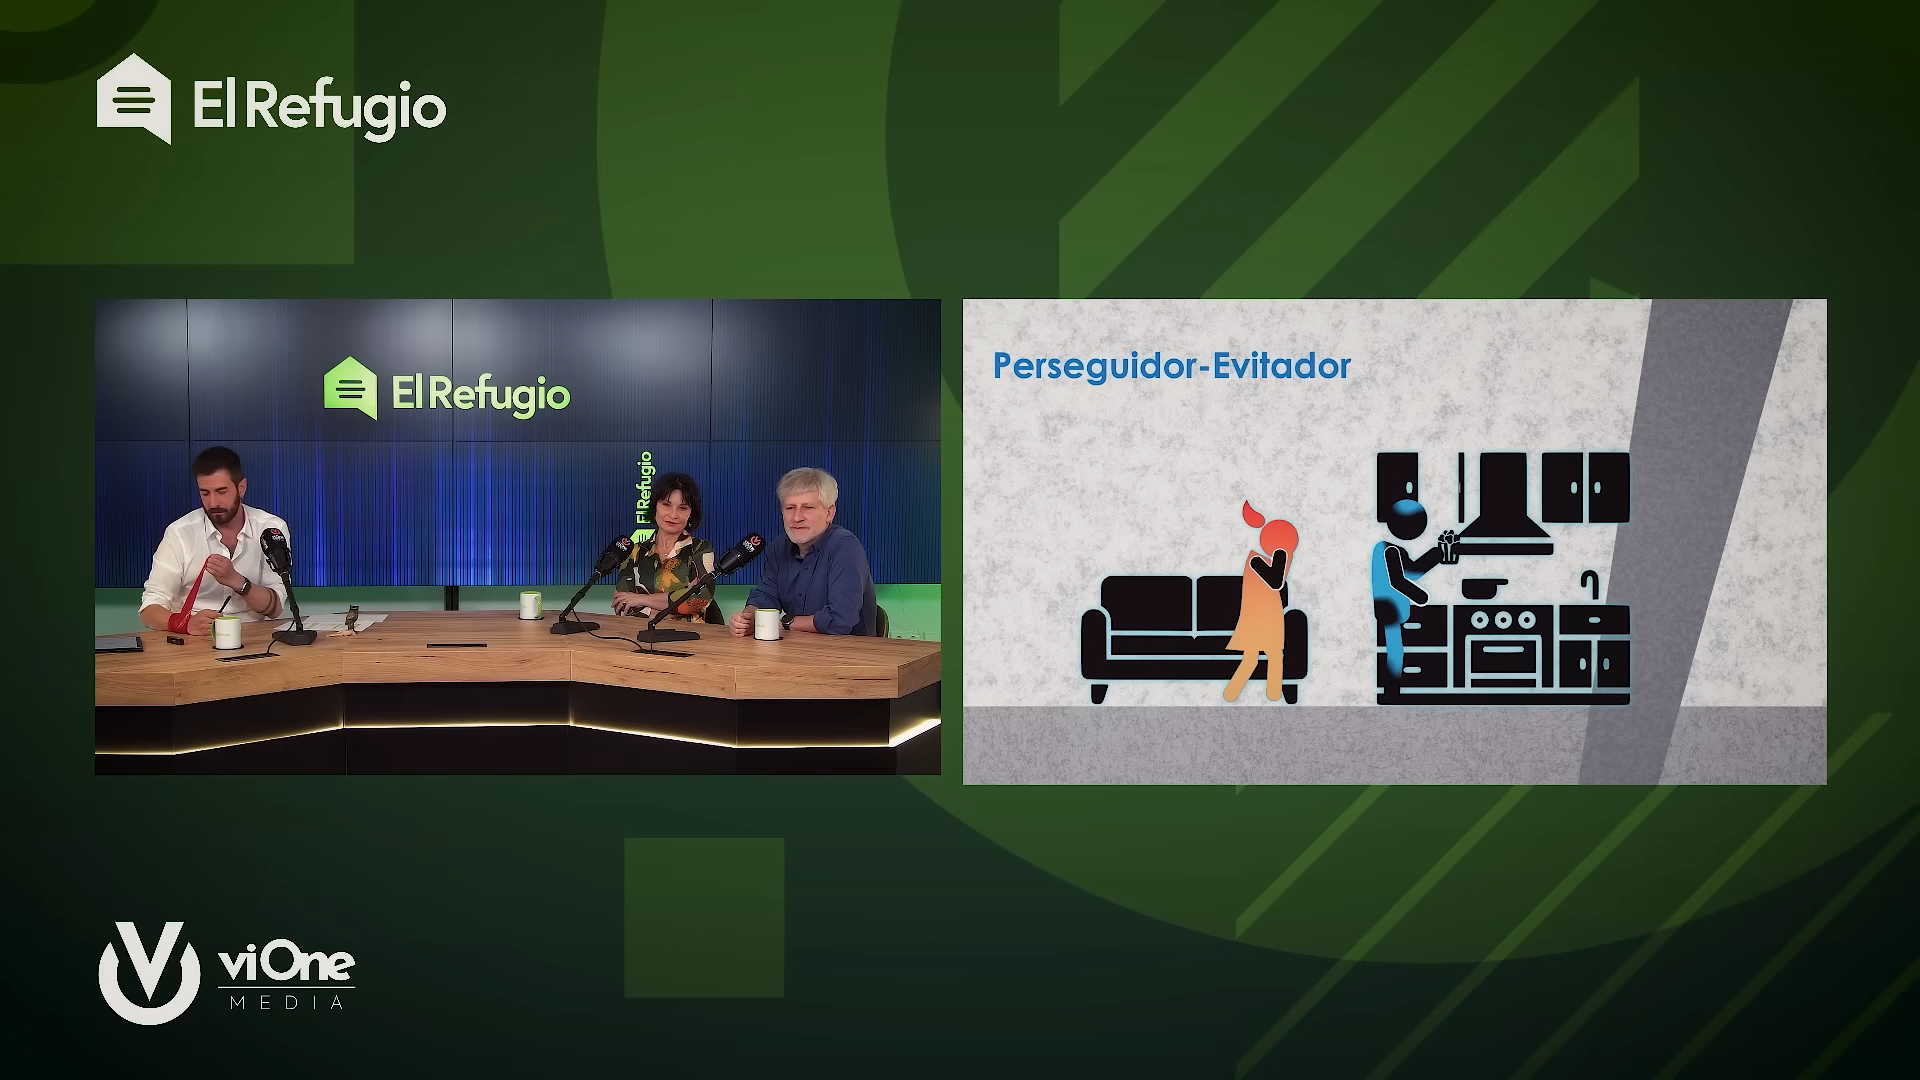 El Refugio
El Refugio
El Refugio
Perseguidor-Evitador
viOne
MEDIA